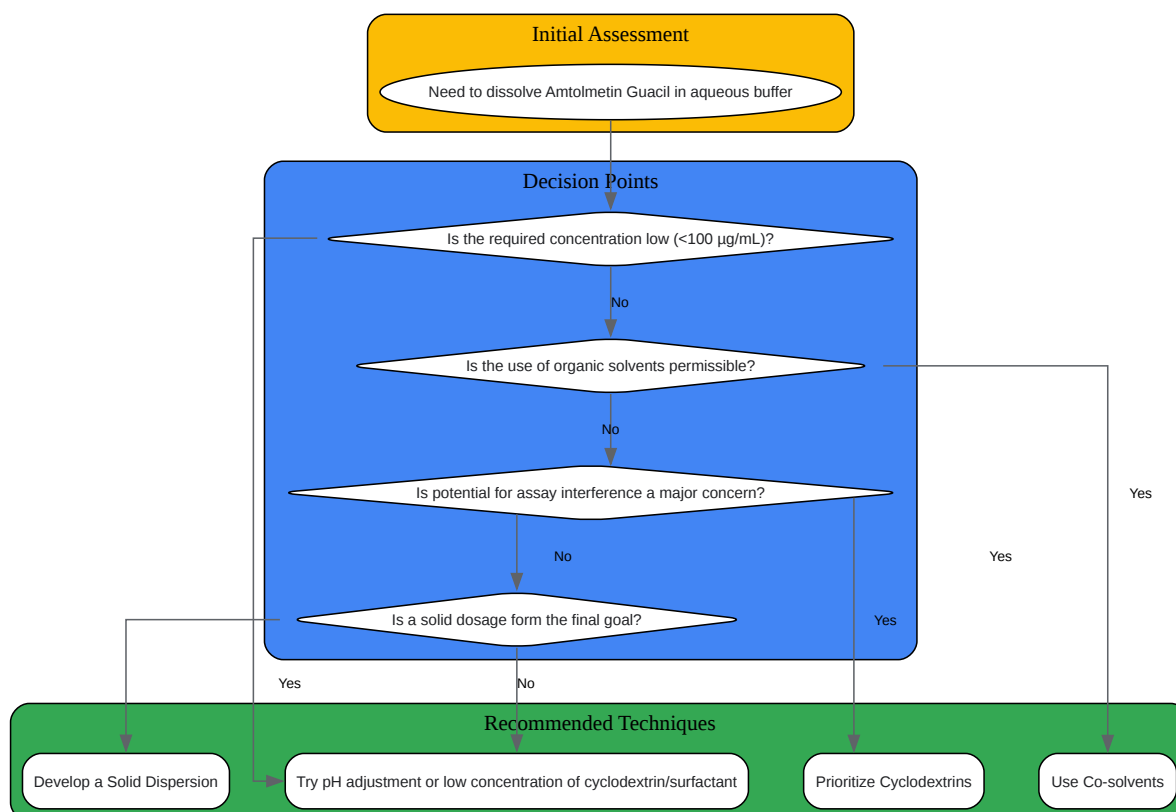 Initial Assessment
Need to dissolve Amtolmetin Guacil in aqueous buffer
Decision Points
Is the required concentration low (<100 µg/mL)?
No
Is the use of organic solvents permissible?
No
Is potential for assay interference a major concern?
Yes
No
Yes
Is a solid dosage form the final goal?
Yes
Yes
No
Recommended Techniques
Develop a Solid Dispersion
Try pH adjustment or low concentration of cyclodextrin/surfactant
Prioritize Cyclodextrins
Use Co-solvents